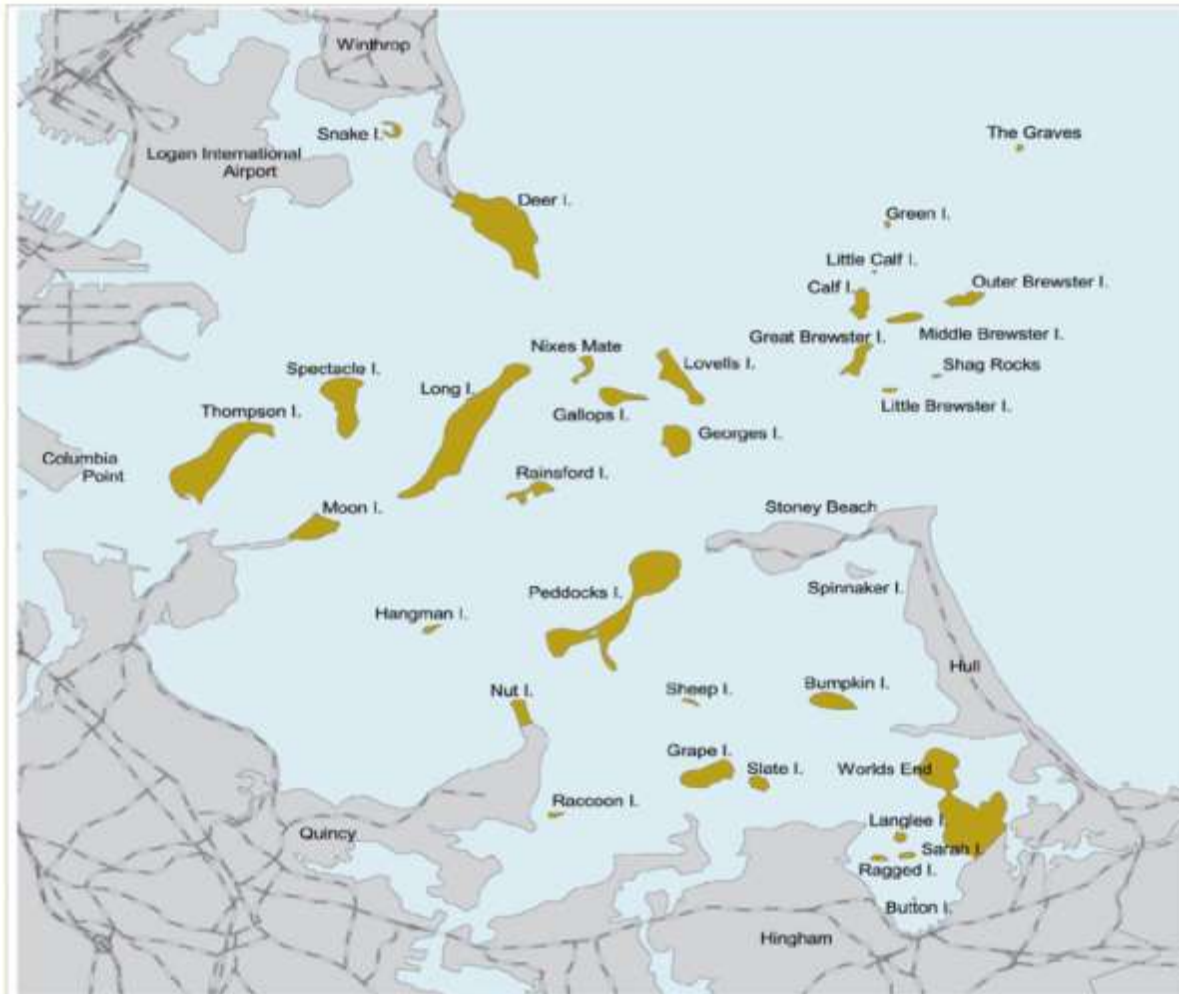 Winthrop
Snake I.
The Graves
Logan International
Airport
Deer I.
Green I.
Little Calf I.
Calf I.
Outer Brewster I.
Great Brewster I.
Middle Brewster I.
Nixes Mate
Lovells I.
Shag Rocks
Spectacle I.
Long I.
Gallops I.
Little Brewster I.
Thompson I.
Georges I.
Columbia
Point
Rainsford I.
Moon I.
Stoney Beach
Peddocks I.
Spinnaker I.
Hangman I.
Hull
Nut I.
Sheep I.
Bumpkin I.
Grape I.
Slate I.
Worlds End
Raccoon I.
Langlee I.
Quincy
Sarah I.
Ragged I.
Button I.
Hingham